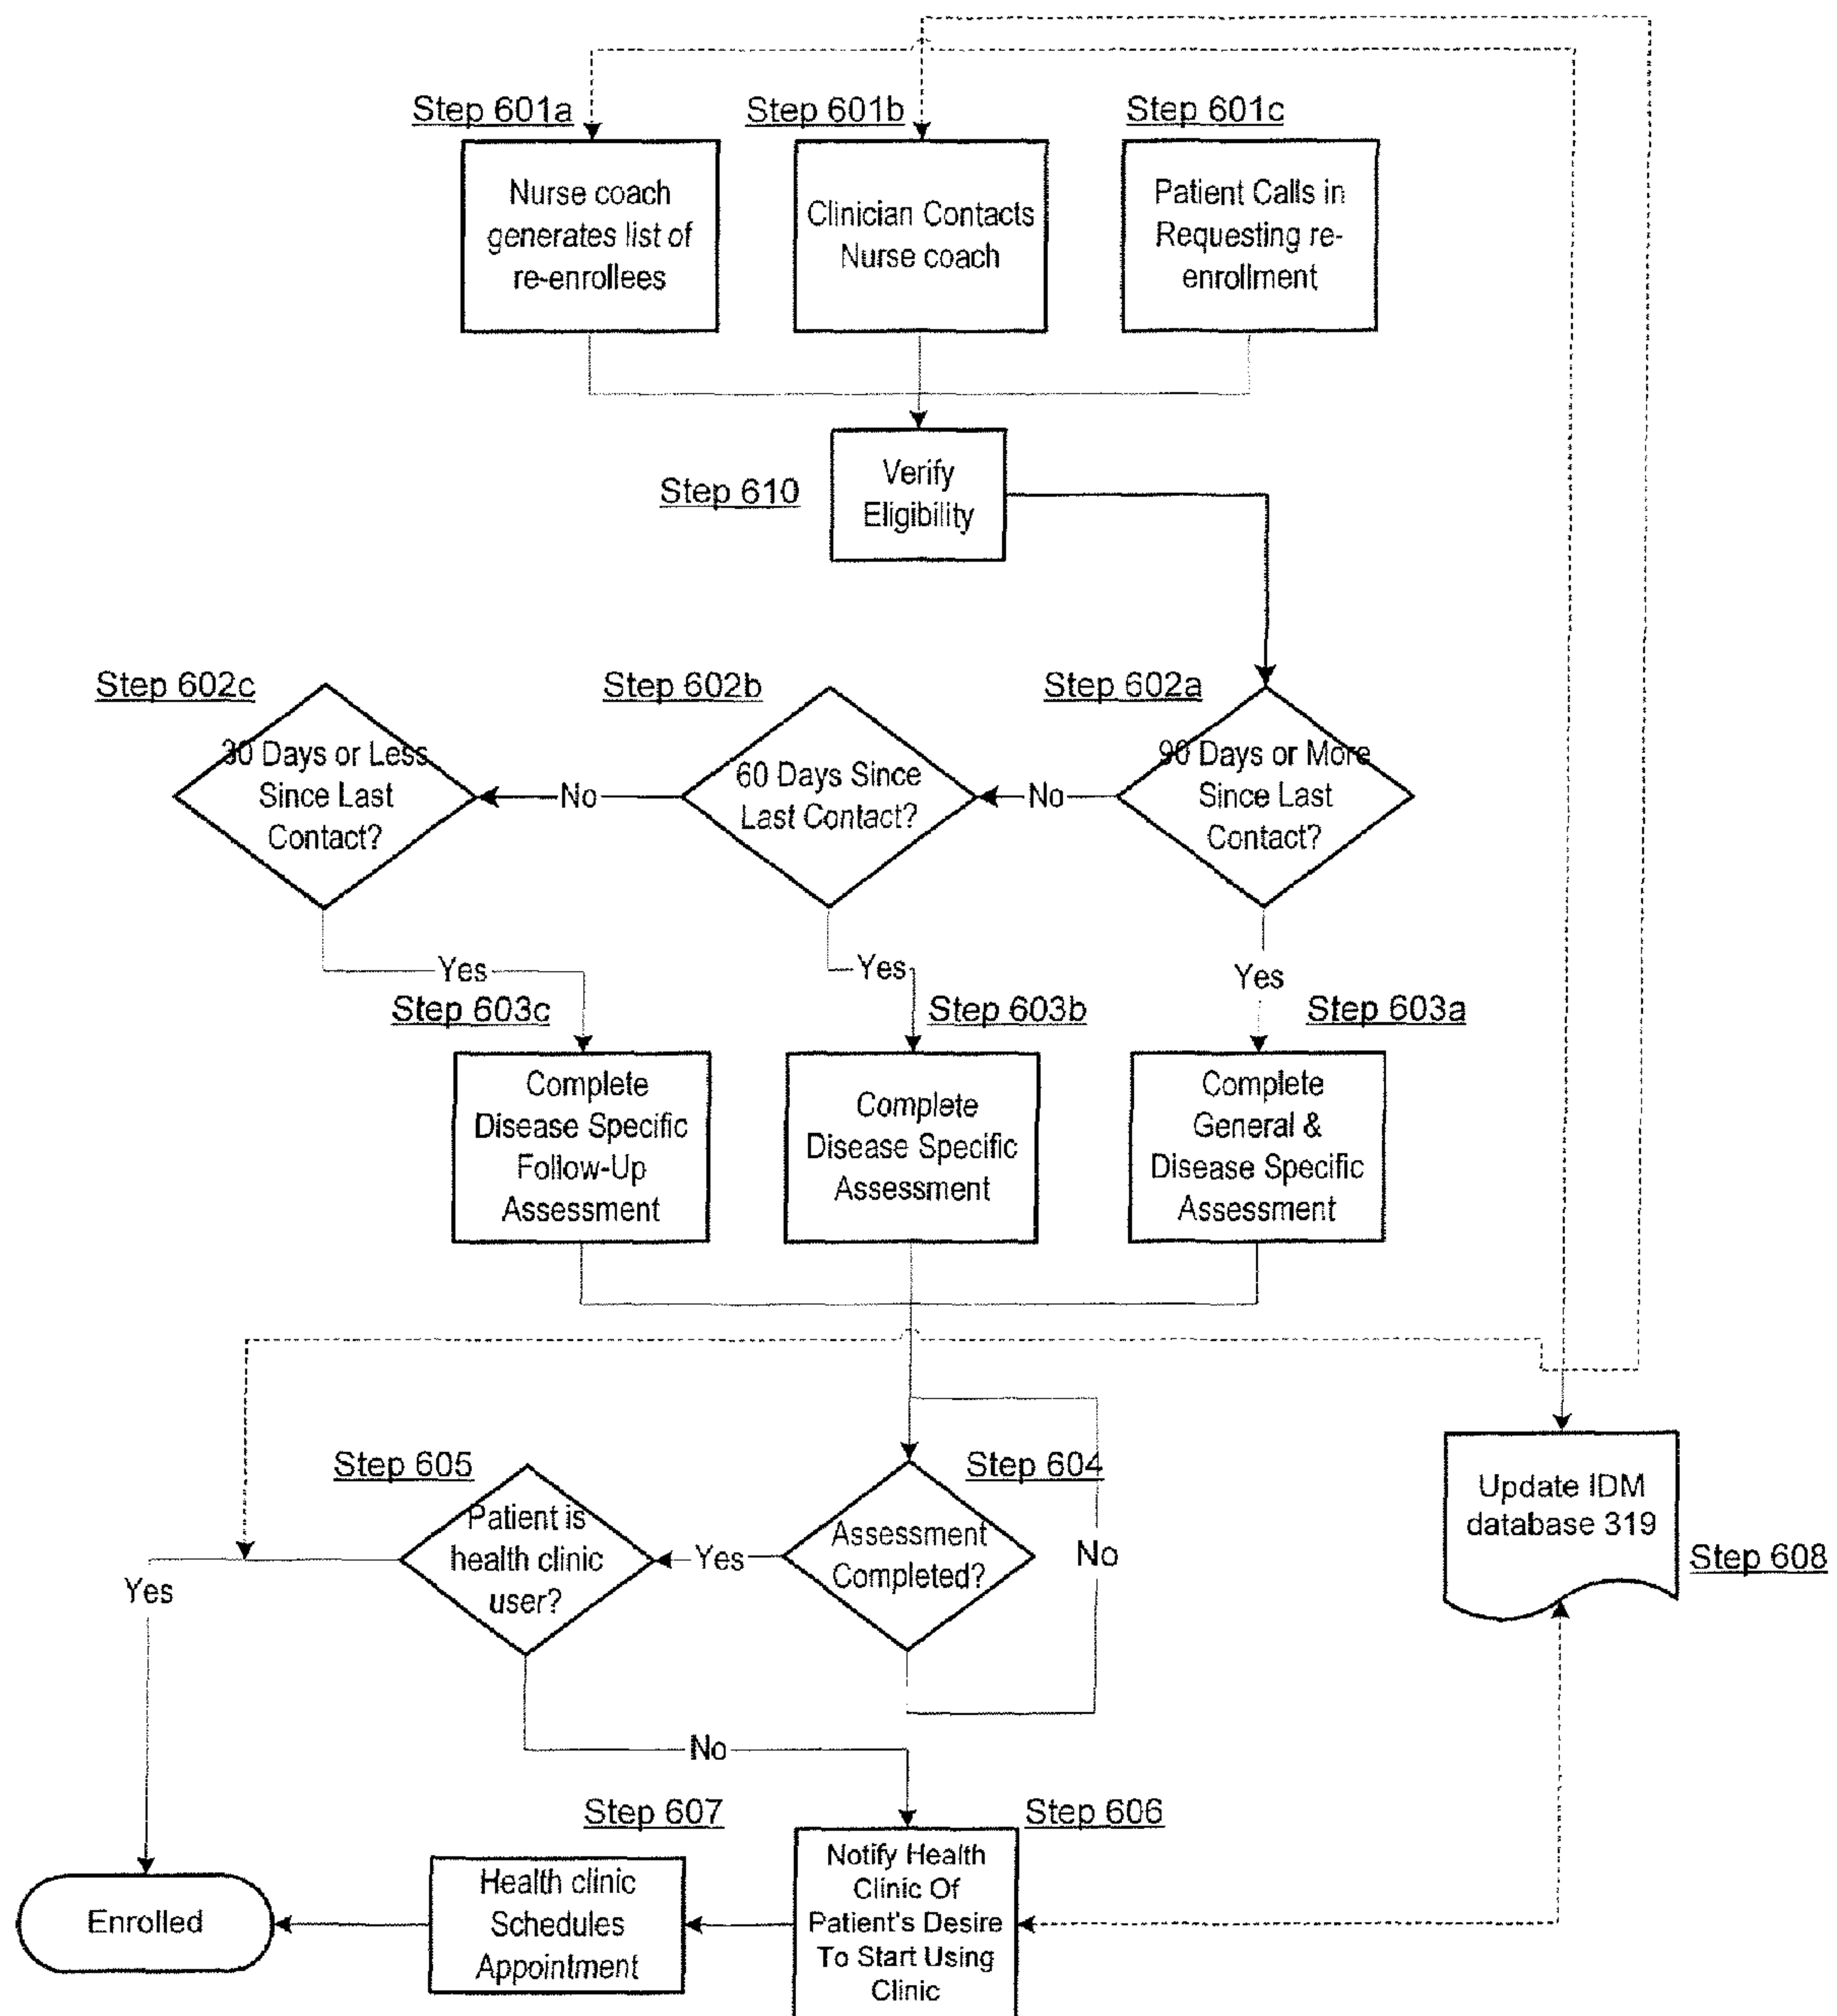 Step 601a
Step 601b
Step 601c
Nurse coach
generates list of
re-enrollees
Clinician Contacts
Nurse coach
Patient Calls in
Requesting re-
enrollment
Step 610
Verify
Eligibility
Step 602c
Step 602b
Step 602a
30 Days or Less
Since Last
Contact?
No
60 Days Since
Last Contact?
No
90 Days or More
Since Last
Contact?
Yes
Yes
Yes
Step 603c
Step 603b
Step 603a
Complete
Disease Specific
Follow-Up
Assessment
Complete
Disease Specific
Assessment
Complete
General &
Disease Specific
Assessment
Step 605
Step 604
Patient is
health clinic
user?
Yes
Assessment
Completed?
No
Update IDM
database 319
Step 608
Yes
No
Step 607
Step 606
Enrolled
Health clinic
Schedules
Appointment
Notify Health
Clinic Of
Patient's Desire
To Start Using
Clinic